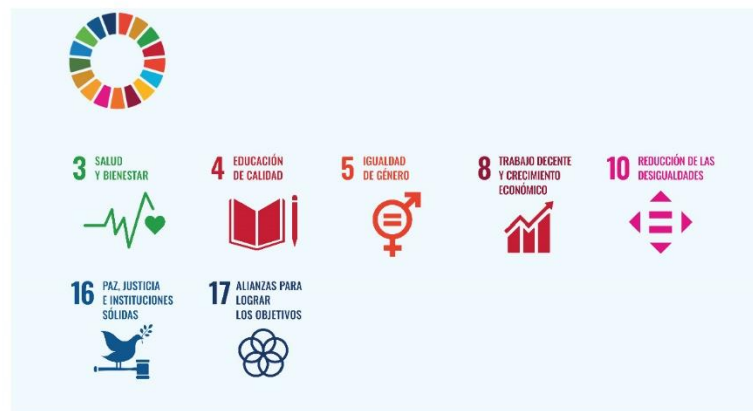 3 SALUD
Y BIENESTAR
4 EDUCACIÓN
DE CALIDAD
5 IGUALDAD
DE GÉNERO
8 TRABAJO DECENTE
Y CRECIMIENTO
ECONÓMICO
10 REDUCCIÓN DE LAS
DESIGUALDADES
16 PAZ, JUSTICIA
E INSTITUCIONES
SÓLIDAS
17 ALIANZAS PARA
LOGRAR
LOS OBJETIVOS